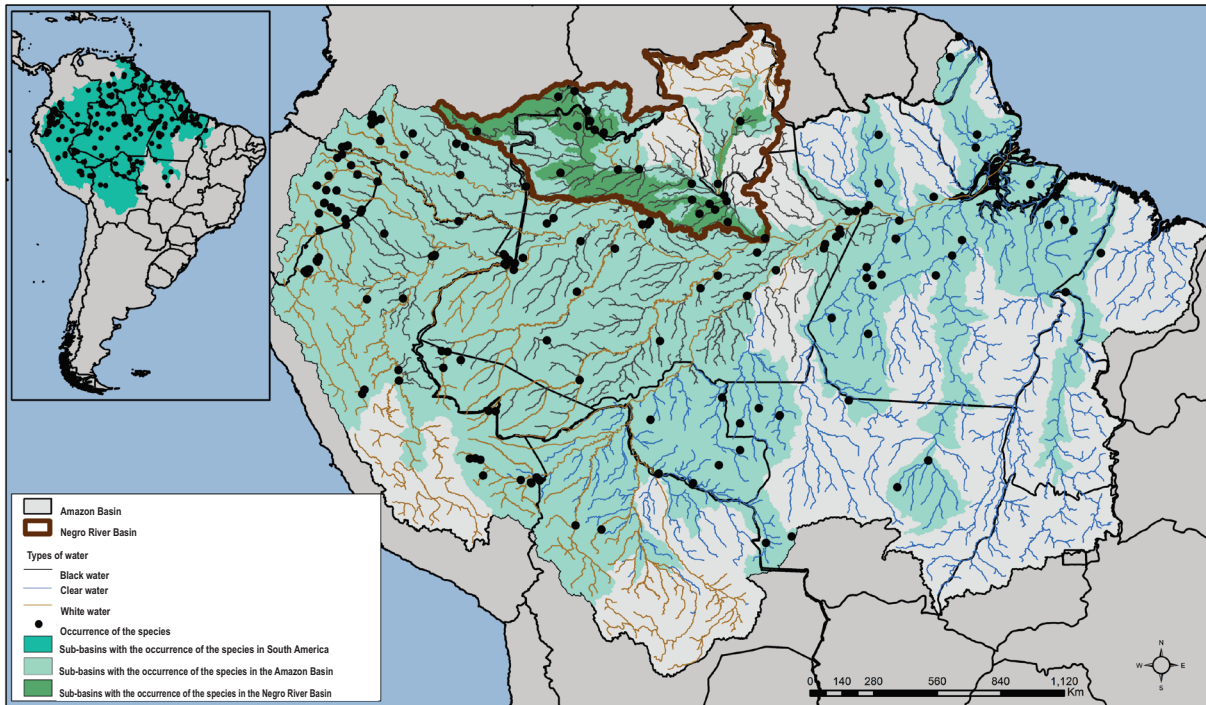 Amazon Basin
Negro River Basin
Types of water
Black water
Clear water
White water
Occurrence of the species
Sub-basins with the occurrence of the species in South America
Sub-basins with the occurrence of the species in the Amazon Basin
Sub-basins with the occurrence of the species in the Negro River Basin
N
W E
S
0 140 280 560 840 1,120
Km